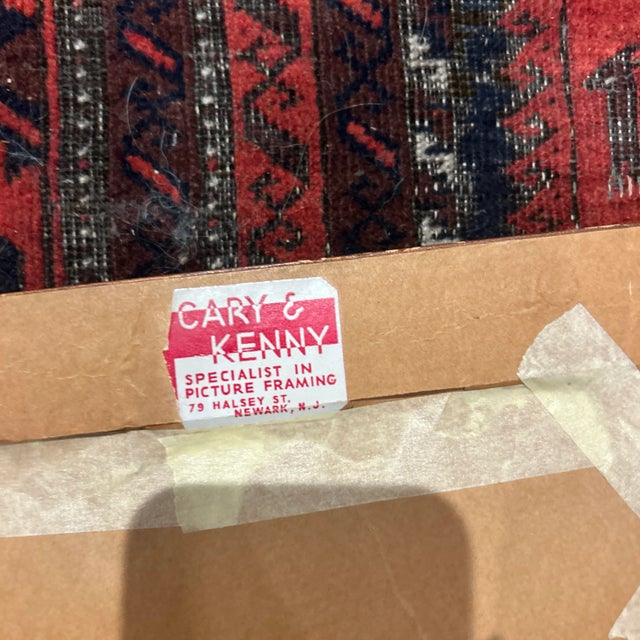 CARY &
KENNY
SPECIALIST IN
PICTURE FRAMING
79 HALSEY ST.
NEWARK, N.J.